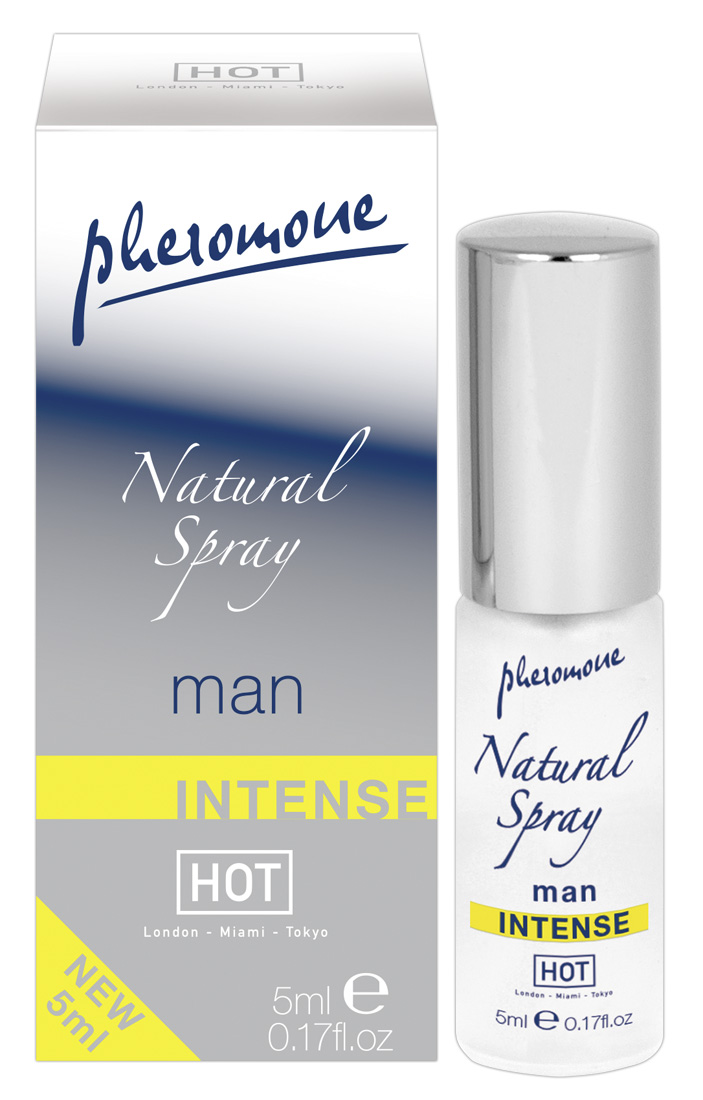 HOT
London - Miami - Tokyo
pheromone
Natural
Spray
man
INTENSE
HOT
London - Miami - Tokyo
NEW
5ml
5ml e
0.17fl.oz
pheromone
Natural
Spray
man
INTENSE
HOT
London - Miami - Tokyo
5ml e 0.17fl.oz